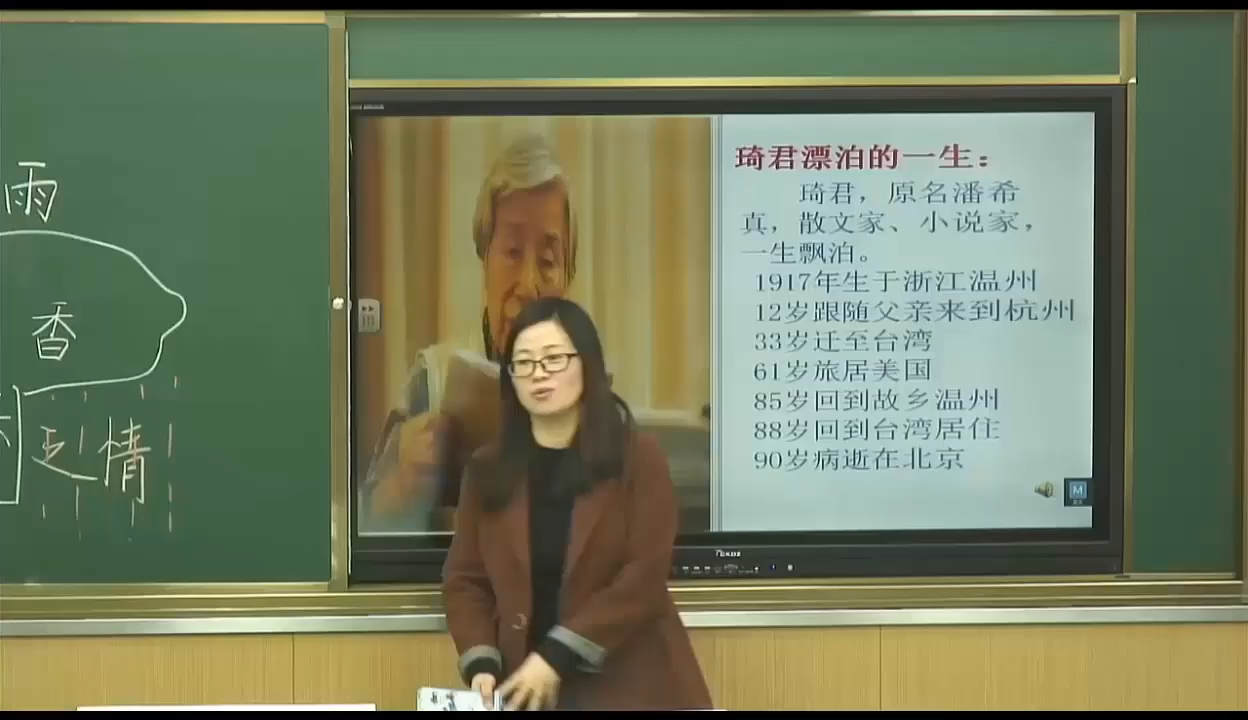 雨
香
情
琦君漂泊的一生：
琦君，原名潘希
真，散文家、小说家，
一生飘泊。
1917年生于浙江温州
12岁跟随父亲来到杭州
33岁迁至台湾
61岁旅居美国
85岁回到故乡温州
88岁回到台湾居住
90岁病逝在北京
M